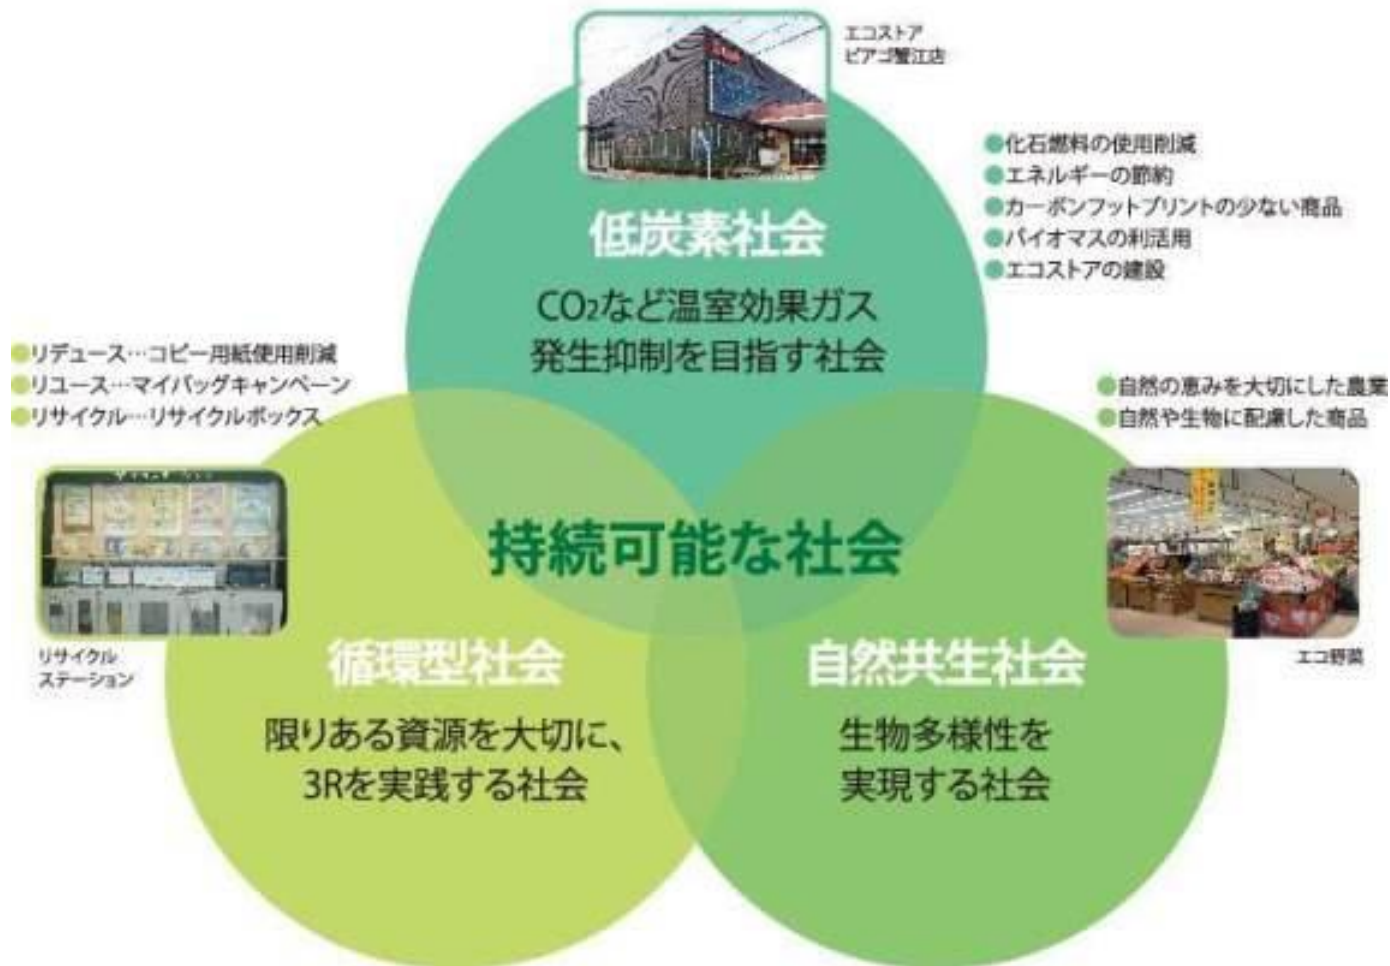 エコストア
ピアゴ蟹江店
●化石燃料の使用削減
●エネルギーの節約
●カーボンフットプリントの少ない商品
●バイオマスの利活用
●エコストアの建設
低炭素社会
CO₂など温室効果ガス
発生抑制を目指す社会
●リデュース…コピー用紙使用削減
●リユース…マイバッグキャンペーン
●リサイクル…リサイクルボックス
●自然の恵みを大切にした農業
●自然や生物に配慮した商品
持続可能な社会
リサイクル
ステーション
エコ野菜
循環型社会
限りある資源を大切に、
3Rを実践する社会
自然共生社会
生物多様性を
実現する社会